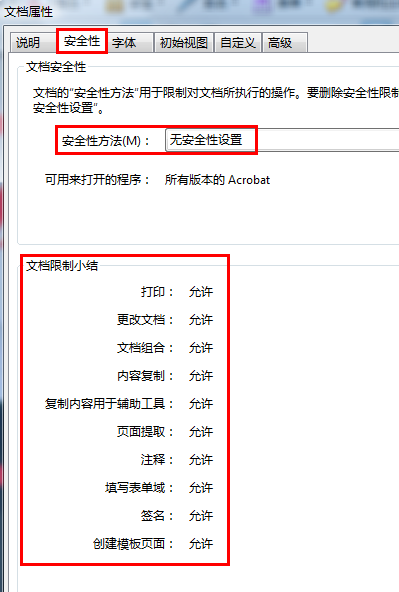 文档属性
说明 安全性 字体 初始视图 自定义 高级
文档安全性
文档的“安全性方法”用于限制对文档所执行的操作。要删除安全性限制
安全性设置”。
安全性方法(M)： 无安全性设置
可用来打开的程序： 所有版本的 Acrobat
文档限制小结
打印： 允许
更改文档： 允许
文档组合： 允许
内容复制： 允许
复制内容用于辅助工具： 允许
页面提取： 允许
注释： 允许
填写表单域： 允许
签名： 允许
创建模板页面： 允许